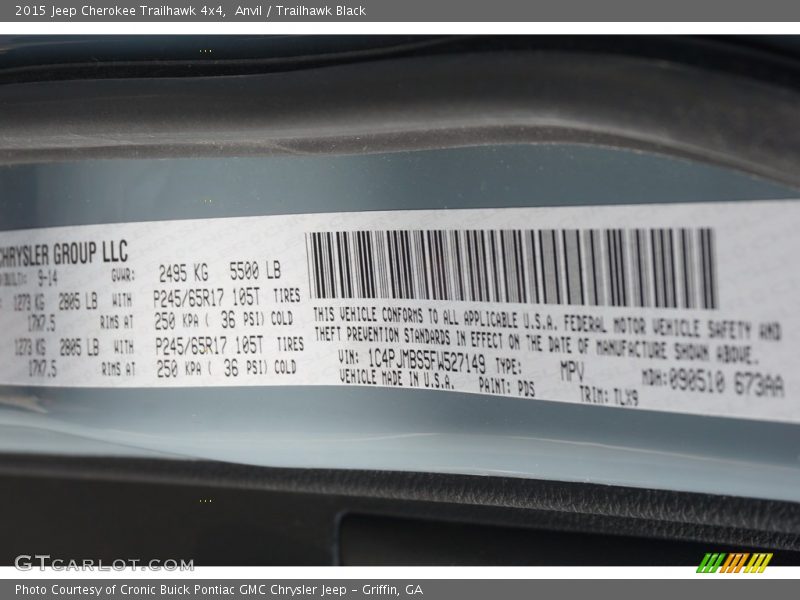 2015 Jeep Cherokee Trailhawk 4x4, Anvil / Trailhawk Black
CHRYSLER GROUP LLC
9-14 GVWR: 2495 KG 5500 LB
1273 KG 2805 LB WITH P245/65R17 105T TIRES
17X7.5 RIMS AT 250 KPA ( 36 PSI) COLD
1273 KG 2805 LB WITH P245/65R17 105T TIRES
17X7.5 RIMS AT 250 KPA ( 36 PSI) COLD
THIS VEHICLE CONFORMS TO ALL APPLICABLE U.S.A. FEDERAL MOTOR VEHICLE SAFETY AND
THEFT PREVENTION STANDARDS IN EFFECT ON THE DATE OF MANUFACTURE SHOWN ABOVE.
VIN: 1C4PJMBS5FW527149 TYPE: MPV MDH: 090510 673AA
VEHICLE MADE IN U.S.A. PAINT: PDS TRIM: TLX9
GTCARLOT.COM
Photo Courtesy of Cronic Buick Pontiac GMC Chrysler Jeep - Griffin, GA